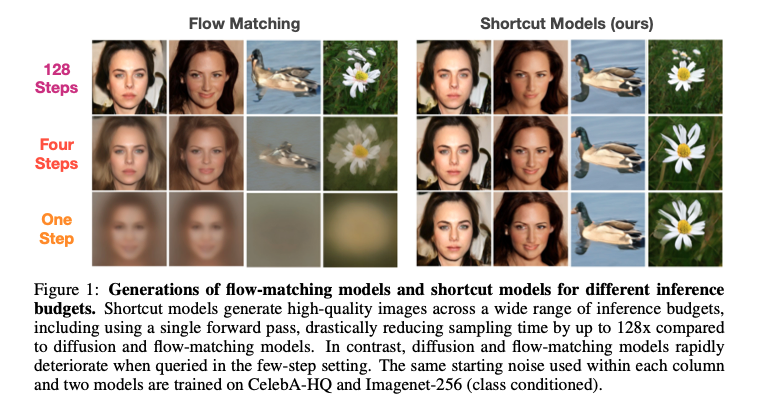 Flow Matching
Shortcut Models (ours)
128
Steps
Four
Steps
One
Step
Figure 1: Generations of flow-matching models and shortcut models for different inference
budgets. Shortcut models generate high-quality images across a wide range of inference budgets,
including using a single forward pass, drastically reducing sampling time by up to 128x compared
to diffusion and flow-matching models. In contrast, diffusion and flow-matching models rapidly
deteriorate when queried in the few-step setting. The same starting noise used within each column
and two models are trained on CelebA-HQ and Imagenet-256 (class conditioned).